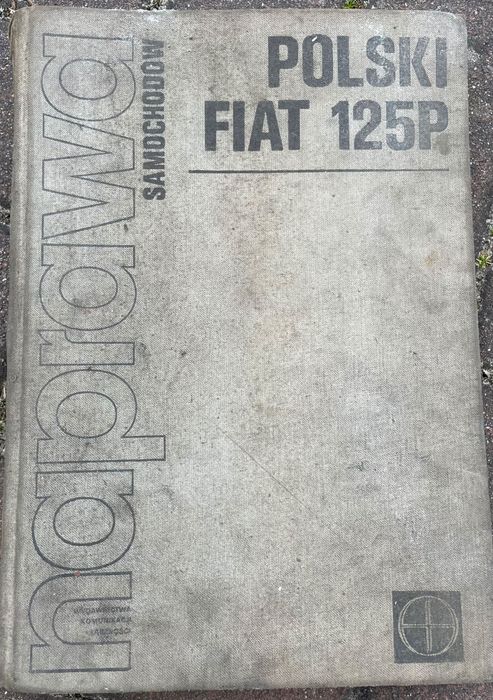 naprawa
SAMOCHODÓW
POLSKI
FIAT 125P
WYDAWNICTWA
KOMUNIKACJI
I ŁĄCZNOŚCI